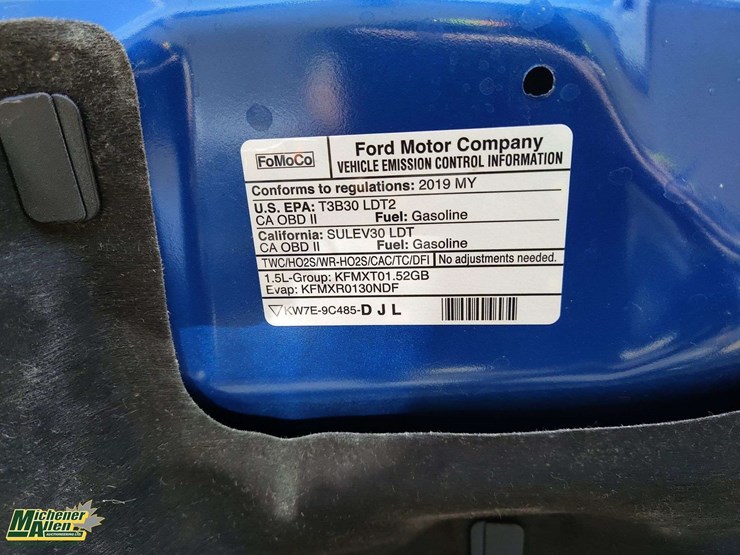 FoMoCo
Ford Motor Company
VEHICLE EMISSION CONTROL INFORMATION
Conforms to regulations: 2019 MY
U.S. EPA: T3B30 LDT2
CA OBD II Fuel: Gasoline
California: SULEV30 LDT
CA OBD II Fuel: Gasoline
TWC/HO2S/WR-HO2S/CAC/TC/DFI No adjustments needed.
1.5L-Group: KFMXT01.52GB
Evap: KFMXR0130NDF
KW7E-9C485-D J L
Michener
Allen
AUCTIONEERING LTD.